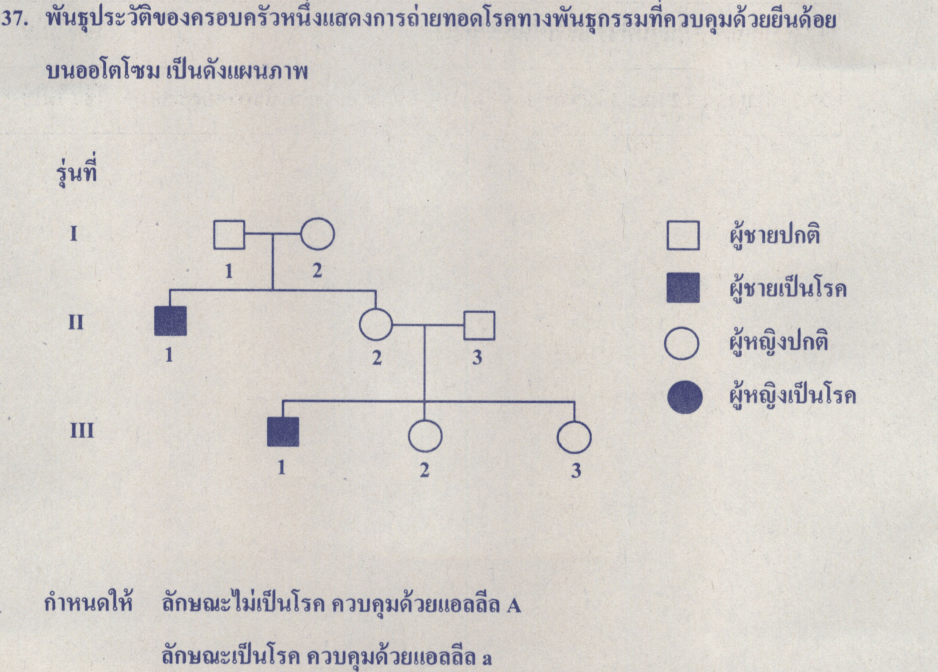 37. พันธุประวัติของครอบครัวหนึ่งแสดงการถ่ายทอดโรคทางพันธุกรรมที่ควบคุมด้วยยีนด้อย
บนออโตโซม เป็นดังแผนภาพ
รุ่นที่
I
1 2
ผู้ชายปกติ
ผู้ชายเป็นโรค
II
1 2 3
ผู้หญิงปกติ
ผู้หญิงเป็นโรค
III
1 2 3
กำหนดให้ ลักษณะไม่เป็นโรค ควบคุมด้วยแอลลีล A
ลักษณะเป็นโรค ควบคุมด้วยแอลลีล a